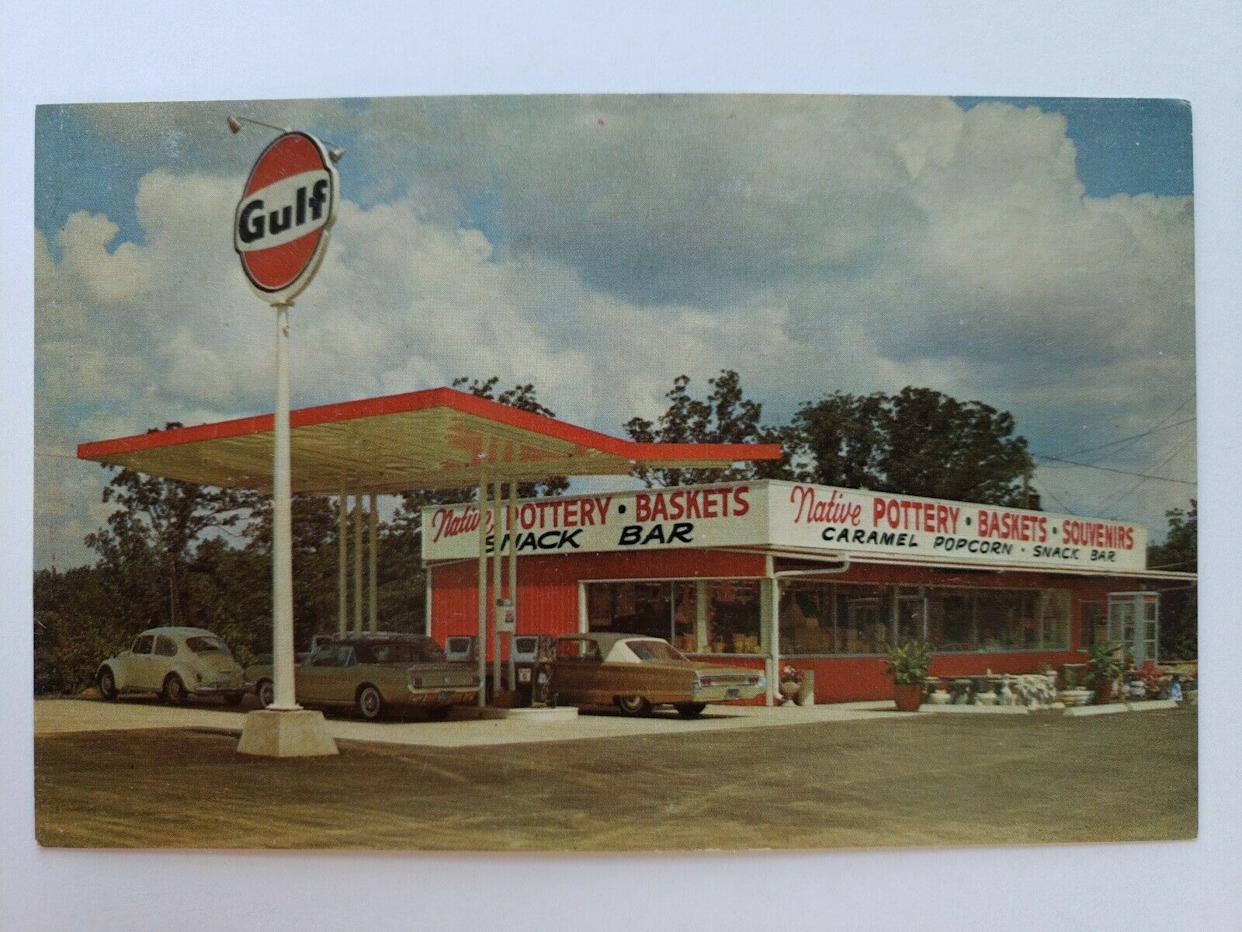 Gulf
Native POTTERY • BASKETS
SNACK BAR
Native POTTERY • BASKETS • SOUVENIRS
CARAMEL POPCORN • SNACK BAR